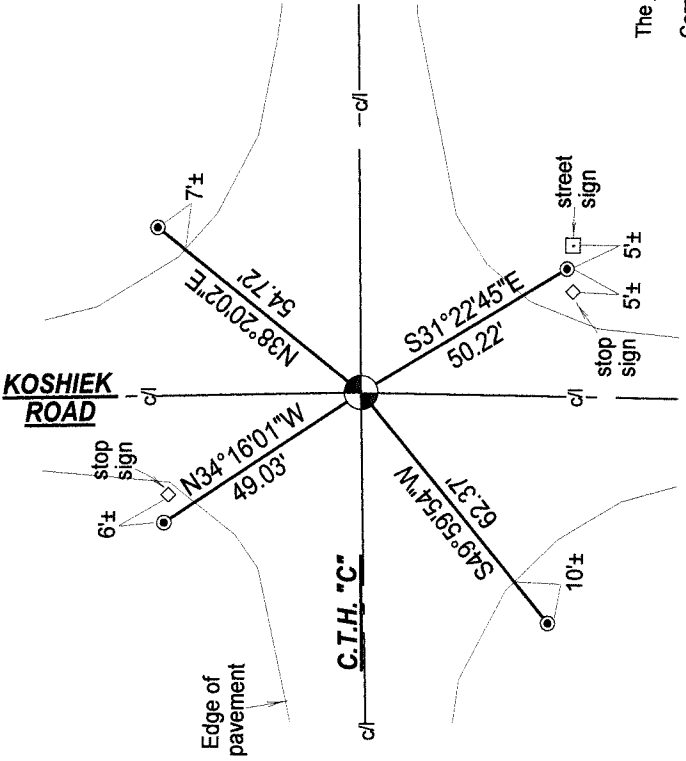 The
Corn
KOSHIEK
ROAD
c/l
c/l
7'±
N38°20'02"E
54.72'
stop
sign
6'±
N34°16'01"W
49.03'
S31°22'45"E
50.22'
street
sign
5'±
5'±
stop
sign
c/l
S49°59'54"W
62.37'
10'±
C.T.H. "C"
c/l
Edge of
pavement